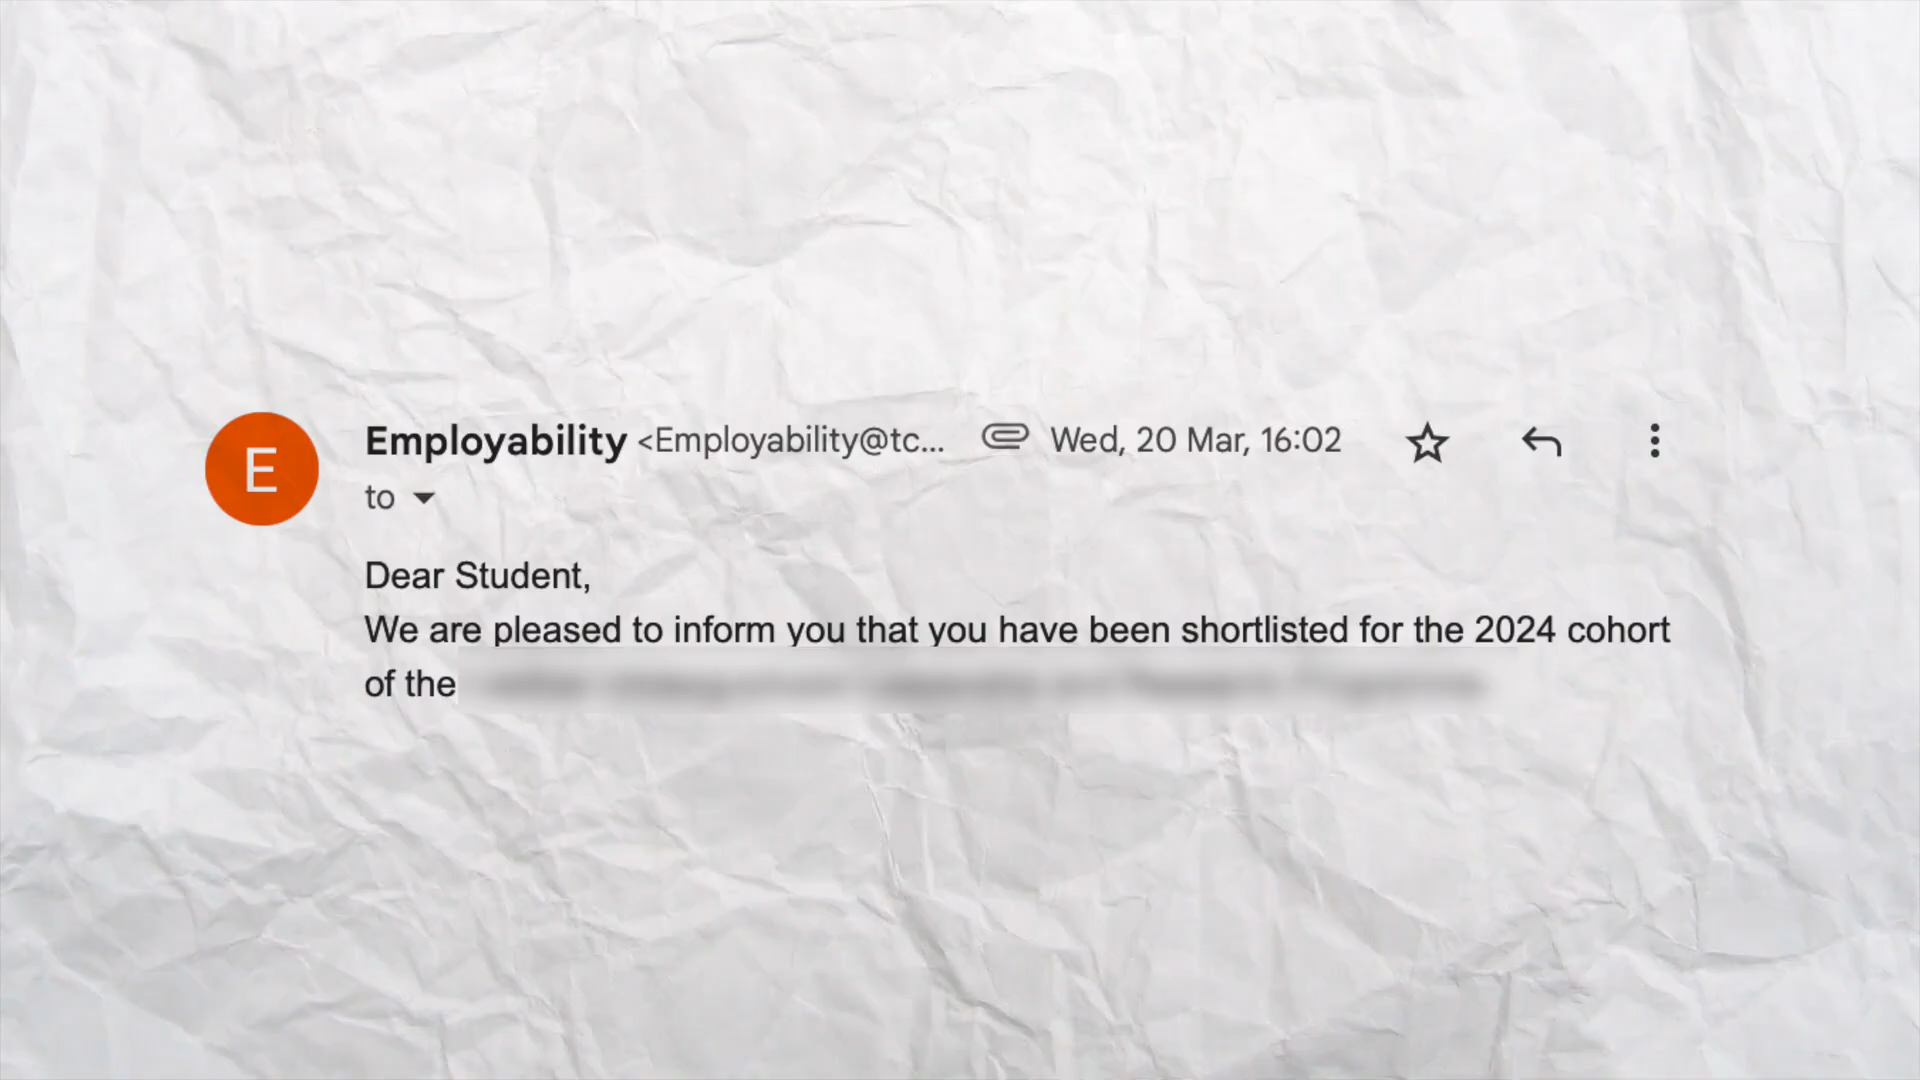 E
Employability <Employability@tc... Wed, 20 Mar, 16:02
to
Dear Student,
We are pleased to inform you that you have been shortlisted for the 2024 cohort
of the